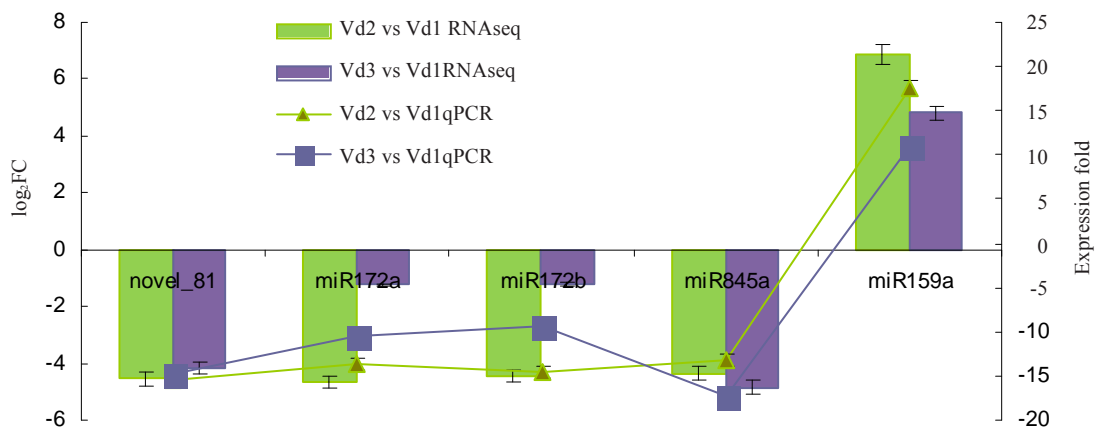 Vd2 vs Vd1 RNAseq
Vd3 vs Vd1RNAseq
Vd2 vs Vd1qPCR
Vd3 vs Vd1qPCR
log₂FC
8
6
4
2
0
-2
-4
-6
novel_81
miR172a
miR172b
miR845a
miR159a
25
20
15
10
5
0
-5
-10
-15
-20
Expression fold